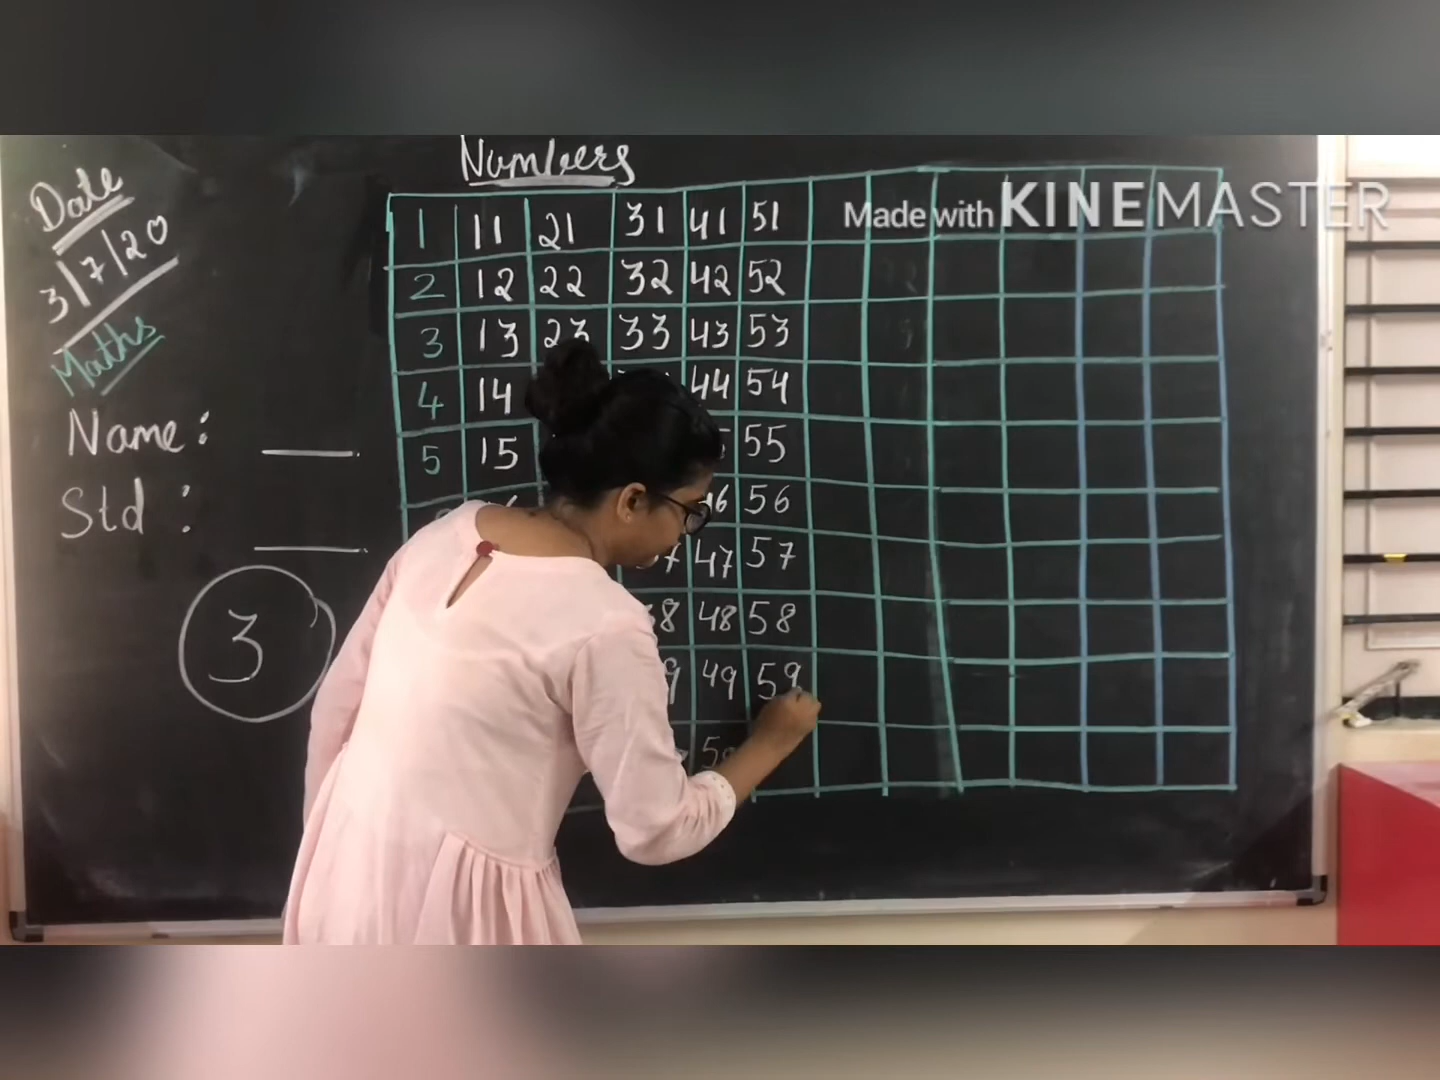 Numbers
Date
3/7/20
Maths
Name:
Std :
3
Made with KINEMASTER
1 11 21 31 41 51
2 12 22 32 42 52
3 13 23 33 43 53
4 14 44 54
5 15 55
56
47 57
48 58
49 59